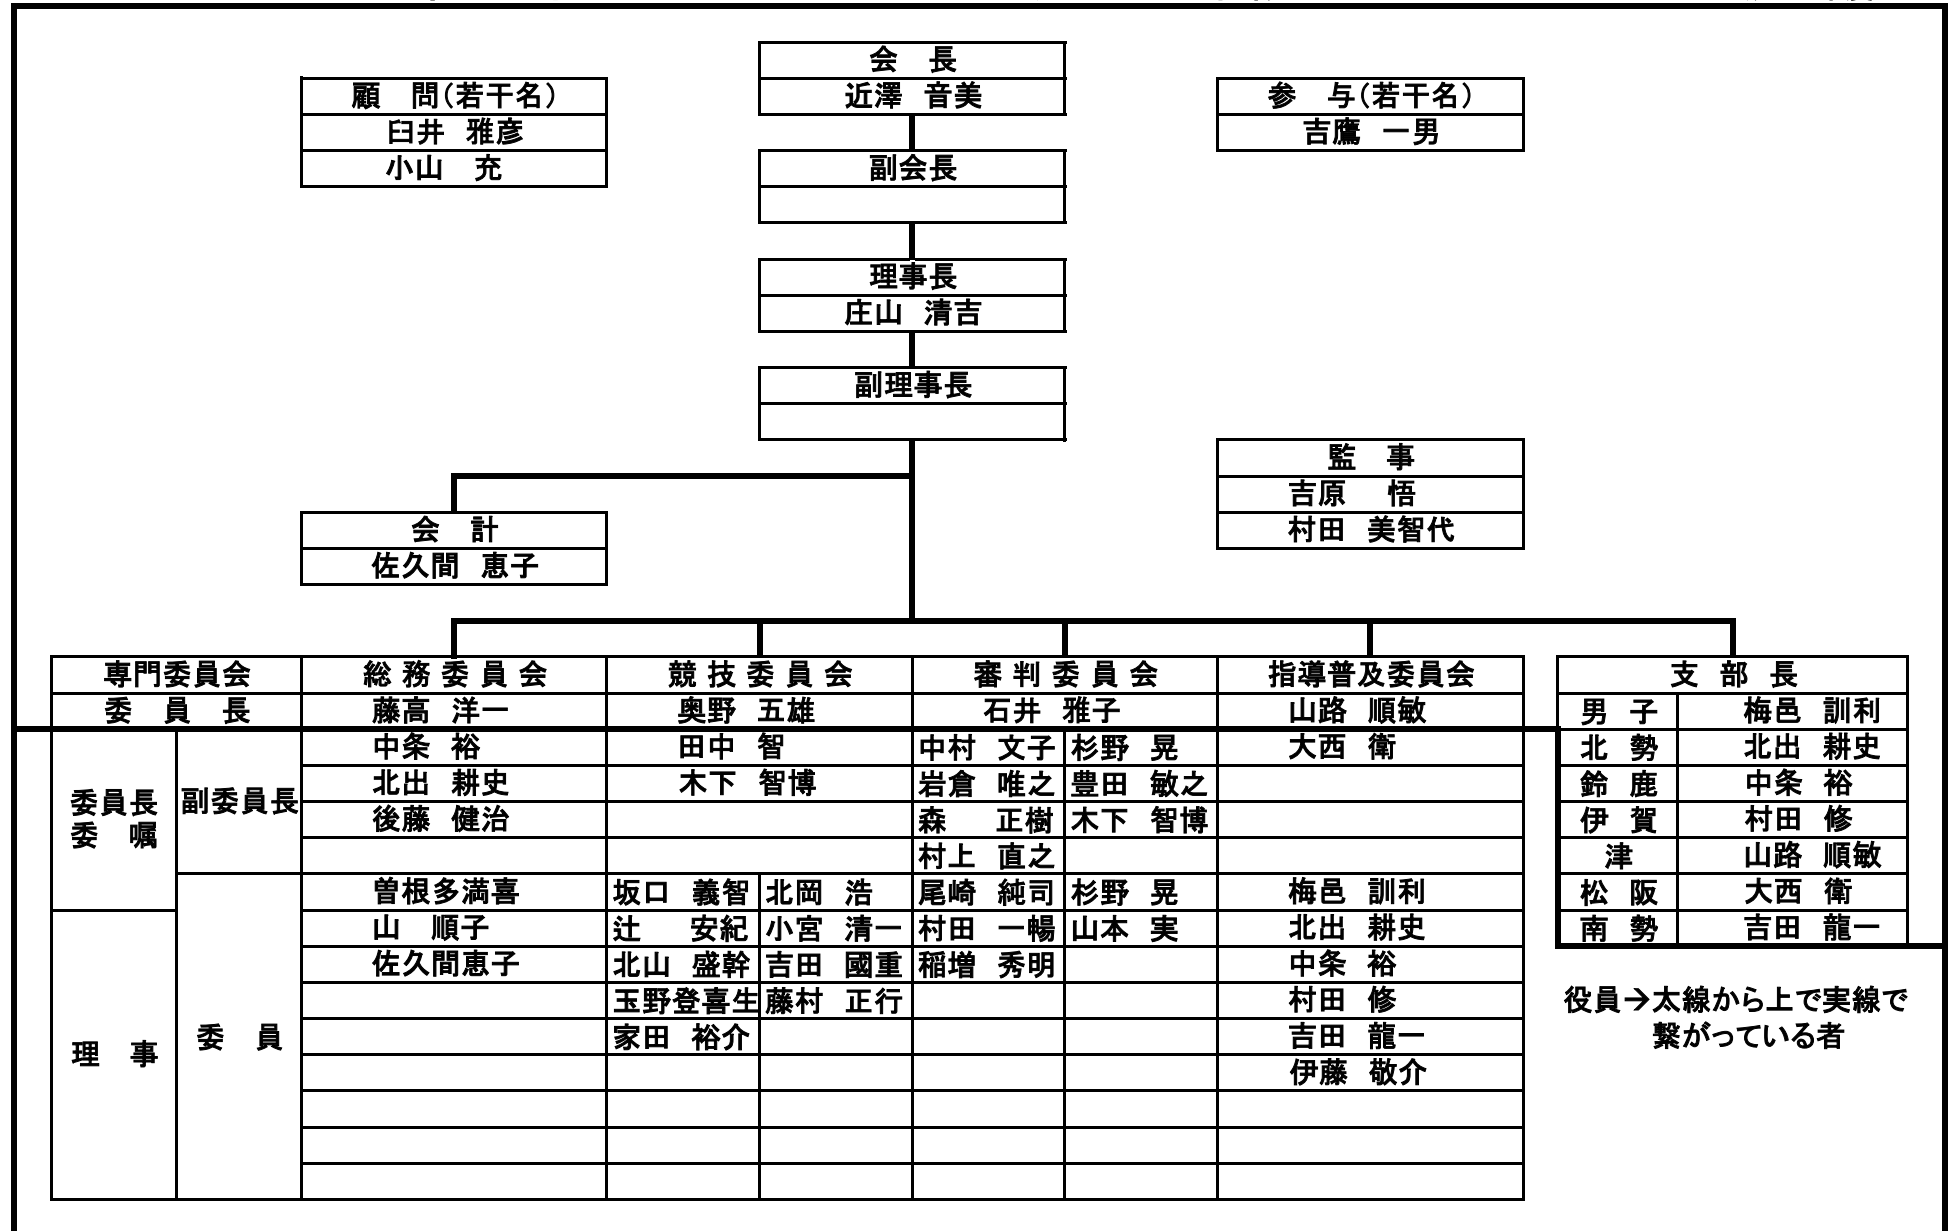 会　長
顧　問（若干名）　近澤　音美　参　与（若干名）
臼井　雅彦　吉鷹　一男
小山　充　副会長
理事長
庄山　清吉
副理事長
監　事
吉原　悟
会　計　村田　美智代
佐久間　恵子
専門委員会　総務委員会　競技委員会　審判委員会　指導普及委員会　支部長
委員長　藤高　洋一　奥野　五雄　石井　雅子　山路　順敏　男子　梅邑　訓利
中条　裕　田中　智　中村　文子　杉野　晃　大西　衛　北勢　北出　耕史
北出　耕史　木下　智博　岩倉　唯之　豊田　敏之　鈴鹿　中条　裕
委員長　副委員長　後藤　健治　森　正樹　木下　智博　伊賀　村田　修
委　嘱　村上　直之　津　山路　順敏
曽根多満喜　坂口　義智　北岡　浩　尾崎　純司　杉野　晃　梅邑　訓利　松阪　大西　衛
山　順子　辻　安紀　小宮　清一　村田　一暢　山本　実　北出　耕史　南勢　吉田　龍一
佐久間恵子　北山　盛幹　吉田　國重　稲増　秀明　中条　裕
玉野登喜生　藤村　正行　村田　修　役員→太線から上で実線で
理　事　委　員　家田　裕介　吉田　龍一　繋がっている者
伊藤　敬介